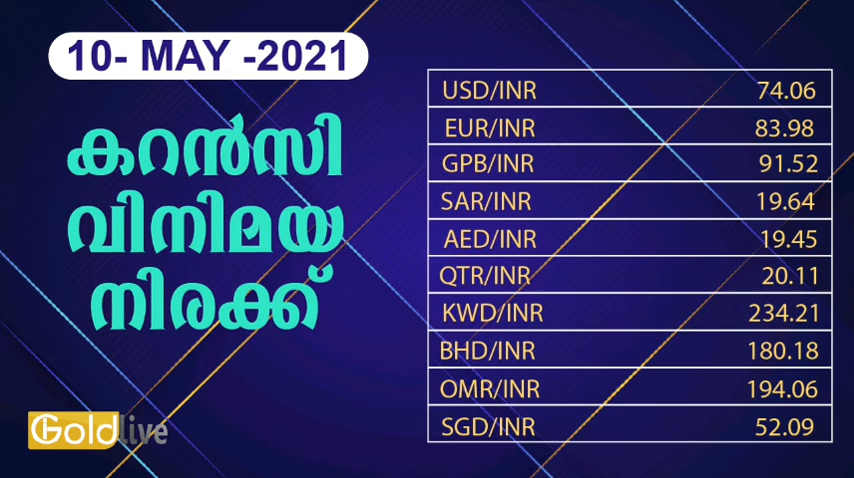 10- MAY -2021
കറൻസി
വിനിമയ
നിരക്ക്
USD/INR 74.06
EUR/INR 83.98
GPB/INR 91.52
SAR/INR 19.64
AED/INR 19.45
QTR/INR 20.11
KWD/INR 234.21
BHD/INR 180.18
OMR/INR 194.06
SGD/INR 52.09
Goldlive